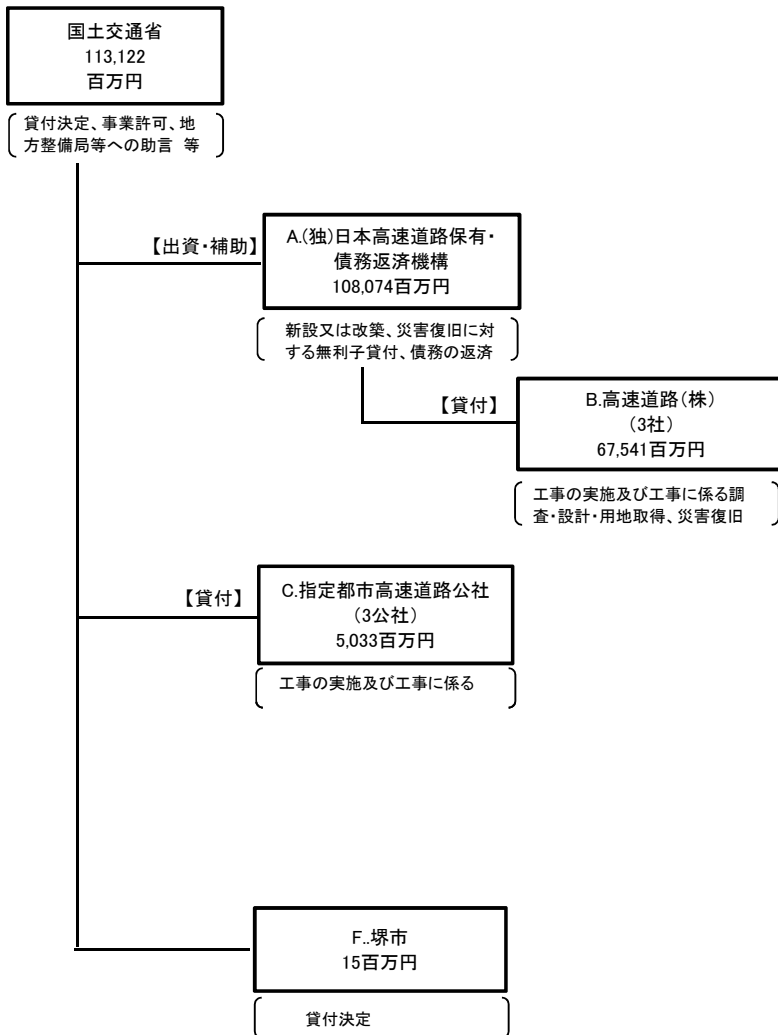 国土交通省
113,122
百万円
貸付決定、事業許可、地
方整備局等への助言 等
【出資・補助】
A.(独)日本高速道路保有・
債務返済機構
108,074百万円
新設又は改築、災害復旧に対
する無利子貸付、債務の返済
【貸付】
B.高速道路(株)
(3社)
67,541百万円
工事の実施及び工事に係る調
査・設計・用地取得、災害復旧
【貸付】
C.指定都市高速道路公社
(3公社)
5,033百万円
工事の実施及び工事に係る
F..堺市
15百万円
貸付決定